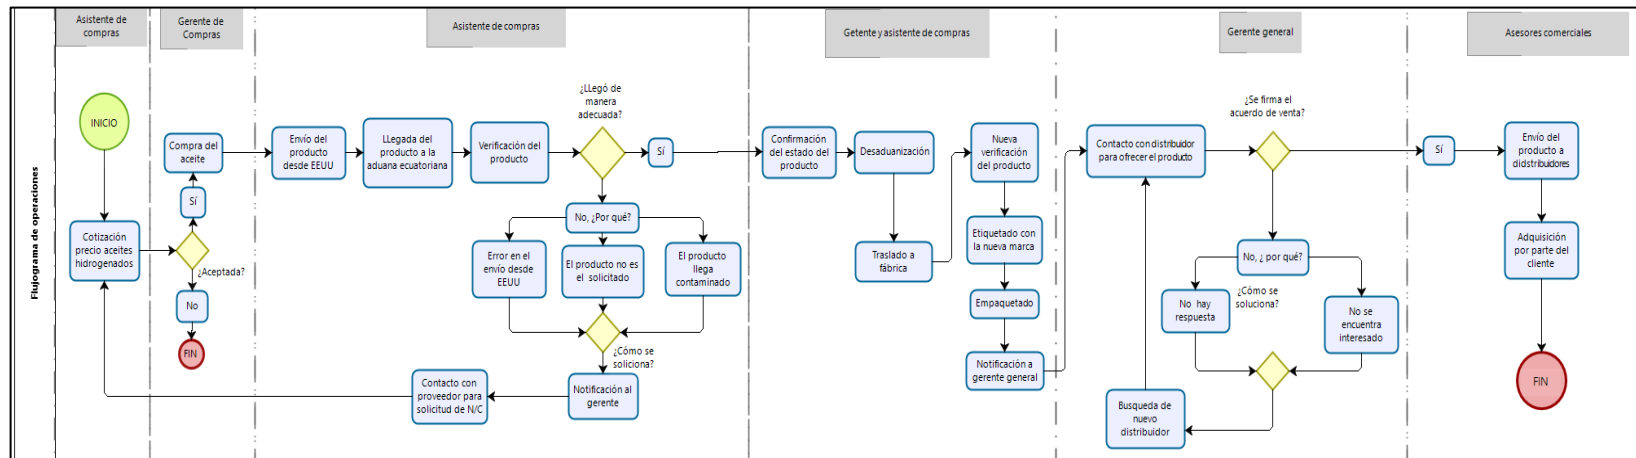 Asistente de
compras
Gerente de
Compras
Asistente de compras
Getente y asistente de compras
Gerente general
Asesores comerciales
Flujograma de operaciones
INICIO
Cotización
precio aceites
hidrogenados
¿Aceptada?
Sí
Compra del
aceite
No
FIN
Envío del
producto
desde EEUU
Llegada del
producto a la
aduana ecuatoriana
Verificación del
producto
¿LLegó de
manera
adecuada?
Sí
No, ¿Por qué?
Error en el
envío desde
EEUU
El producto no es
el solicitado
El producto
llega
contaminado
¿Cómo se
soliciona?
Notificación al
gerente
Contacto con
proveedor para
solicitud de N/C
Confirmación
del estado del
producto
Desaduanización
Traslado a
fábrica
Nueva
verificación
del producto
Etiquetado con
la nueva marca
Empaquetado
Notificación a
gerente general
Contacto con distribuidor
para ofrecer el producto
¿Se firma el
acuerdo de venta?
No, ¿ por qué?
¿Cómo se
soluciona?
No hay
respuesta
No se
encuentra
interesado
Busqueda de
nuevo
distribuidor
Sí
Envío del
producto a
didstribuidores
Adquisición
por parte del
cliente
FIN